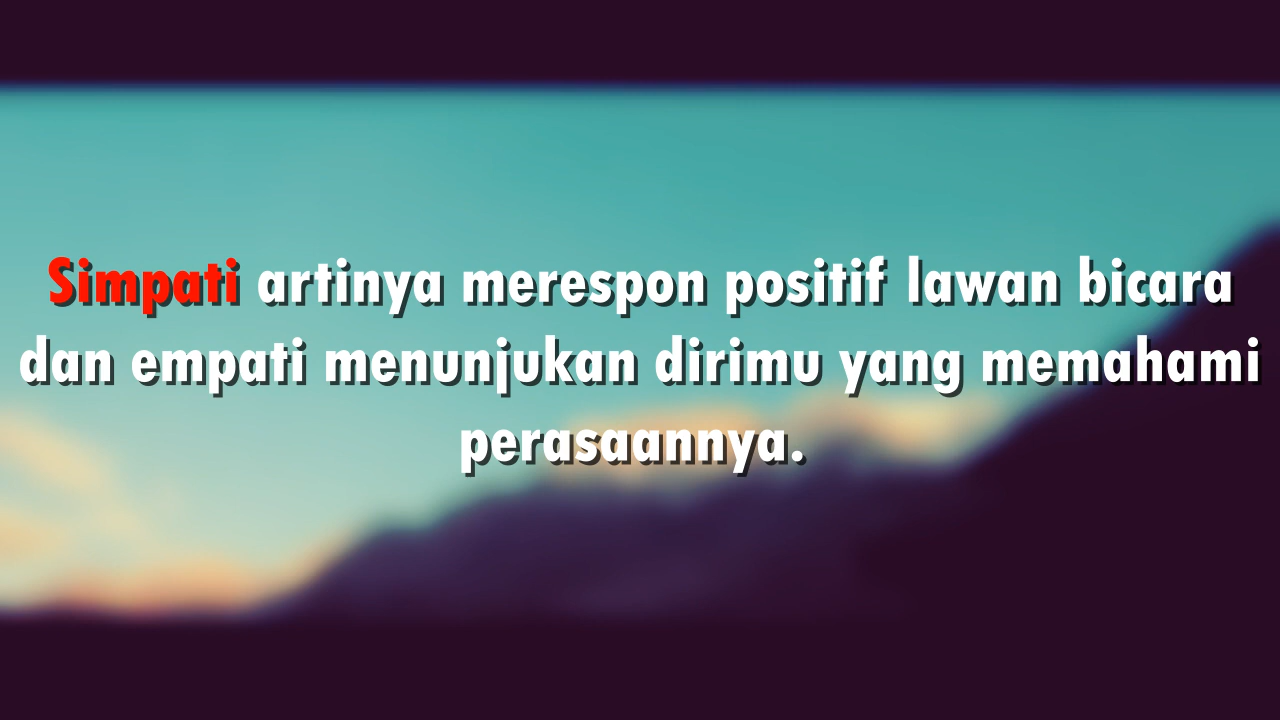 Simpati artinya merespon positif lawan bicara
dan empati menunjukan dirimu yang memahami
perasaannya.